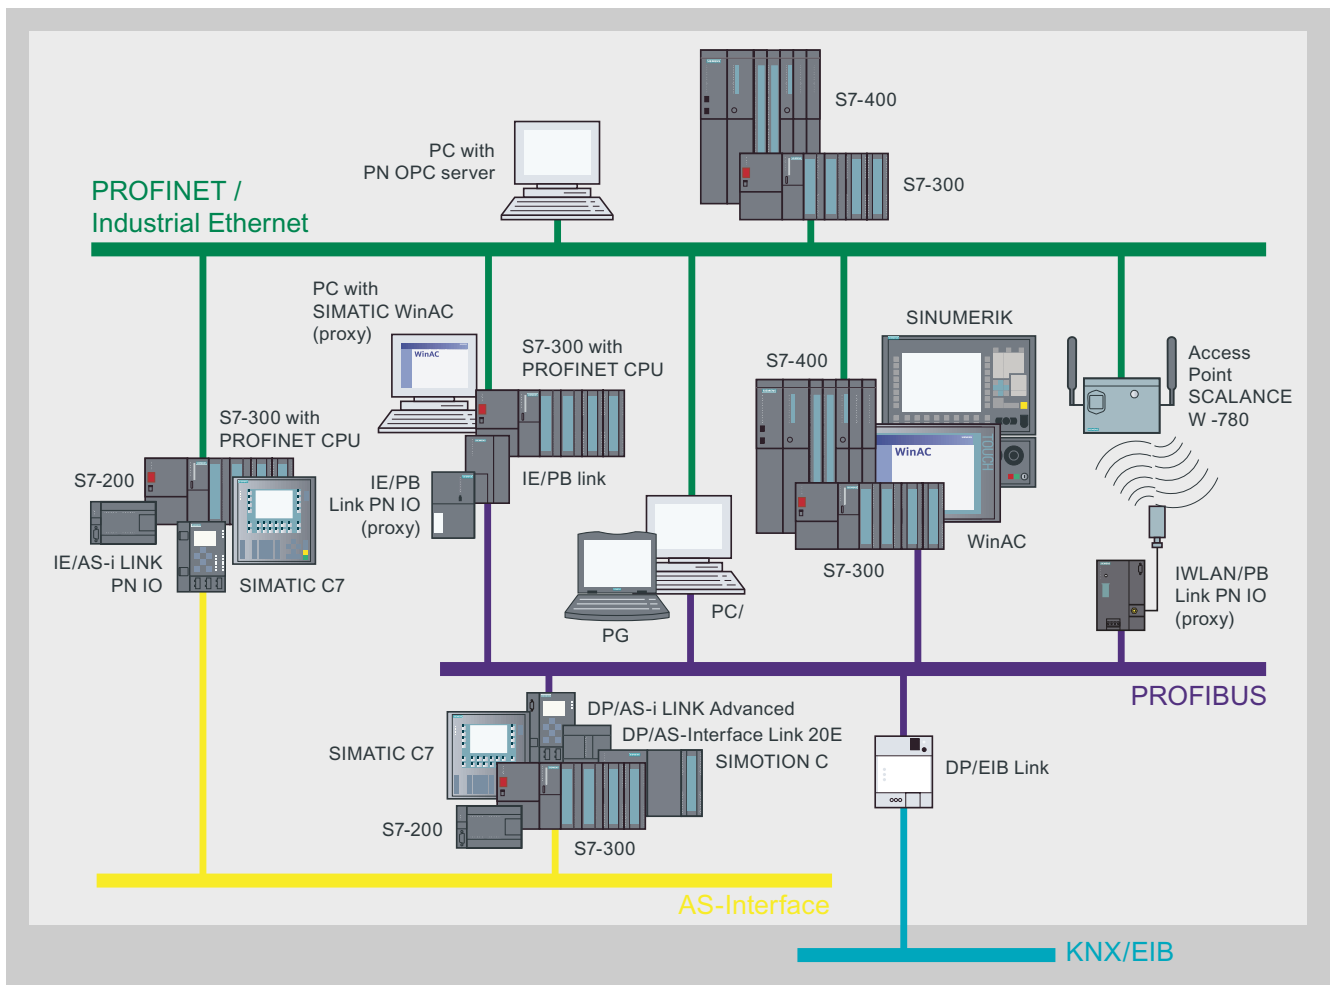 S7-400
PC with
PN OPC server
S7-300
PROFINET /
Industrial Ethernet
PC with
SIMATIC WinAC
(proxy)
WinAC
S7-300 with
PROFINET CPU
SINUMERIK
S7-400
Access
Point
SCALANCE
W -780
S7-300 with
PROFINET CPU
S7-200
IE/PB
Link PN IO
(proxy)
IE/PB link
WinAC
TOUCH
WinAC
S7-300
IE/AS-i LINK
PN IO
SIMATIC C7
PG
PC/
IWLAN/PB
Link PN IO
(proxy)
PROFIBUS
DP/AS-i LINK Advanced
DP/AS-Interface Link 20E
SIMATIC C7
SIMOTION C
DP/EIB Link
S7-200
S7-300
AS-Interface
KNX/EIB